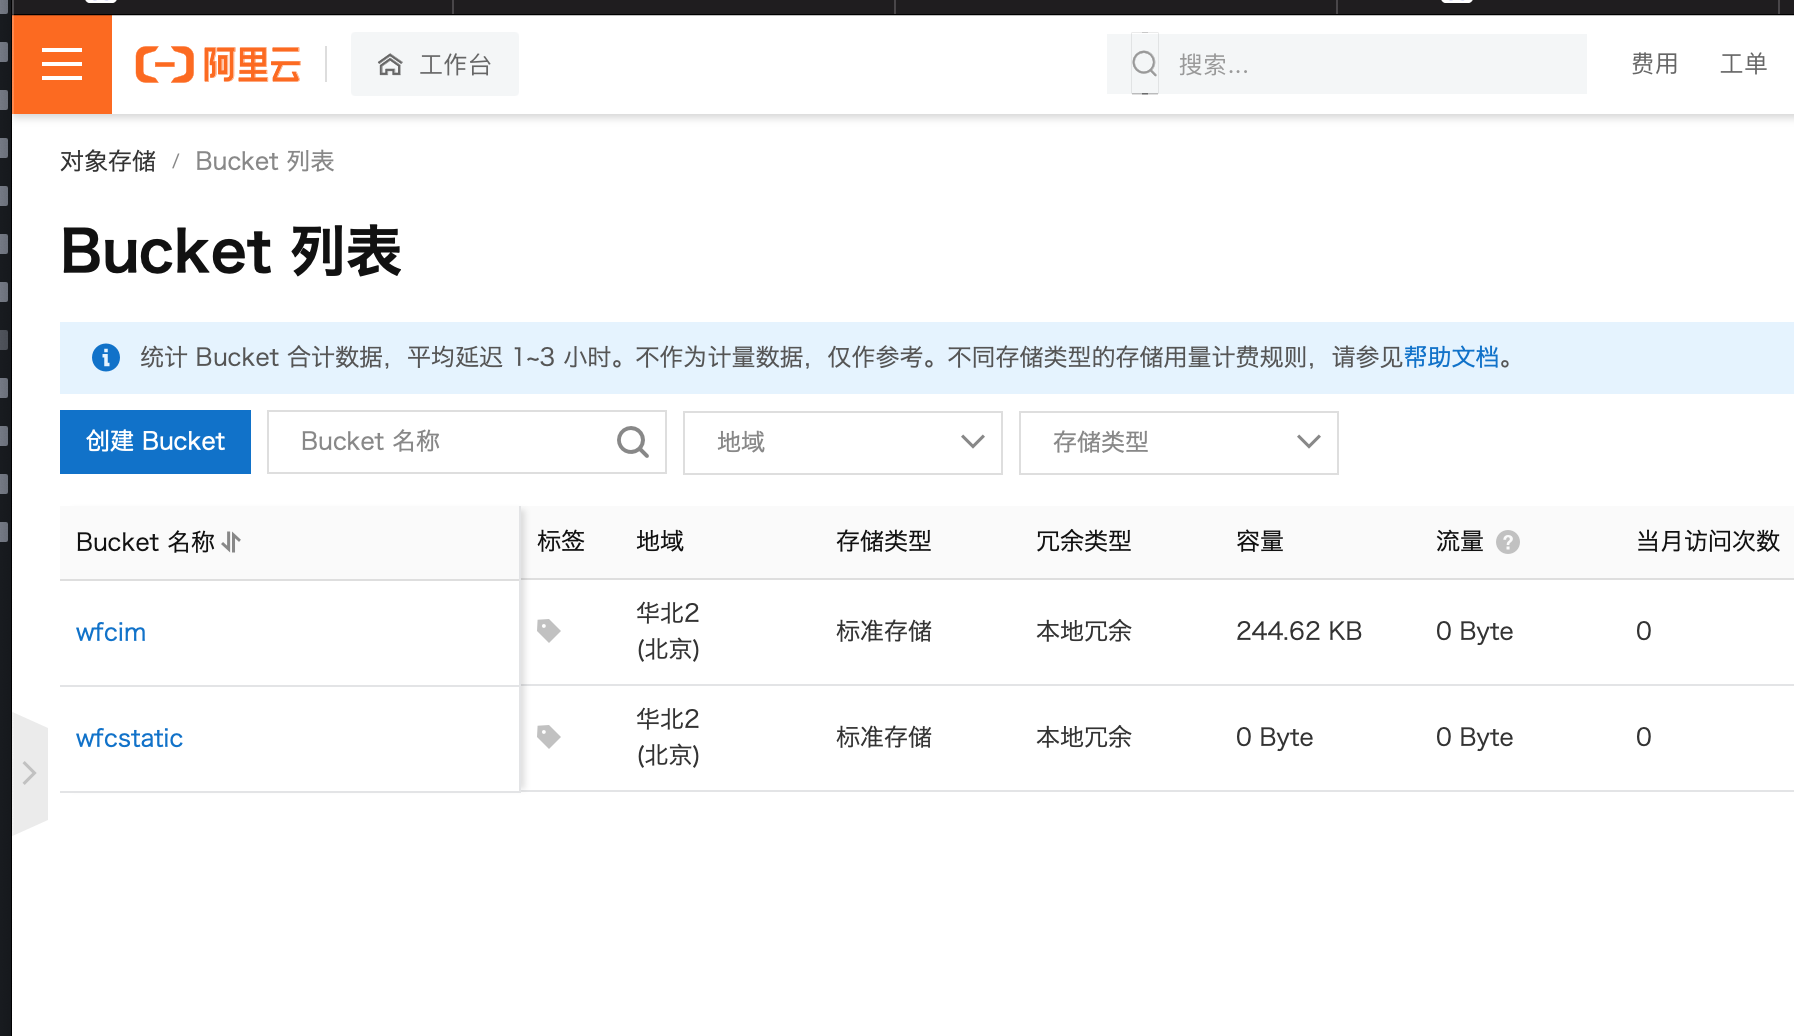 阿里云 工作台 搜索... 费用 工单
对象存储 / Bucket 列表
Bucket 列表
统计 Bucket 合计数据，平均延迟 1~3 小时。不作为计量数据，仅作参考。不同存储类型的存储用量计费规则，请参见帮助文档。
创建 Bucket Bucket 名称 地域 存储类型
Bucket 名称 标签 地域 存储类型 冗余类型 容量 流量 ? 当月访问次数
wfcim 华北2 (北京) 标准存储 本地冗余 244.62 KB 0 Byte 0
wfcstatic 华北2 (北京) 标准存储 本地冗余 0 Byte 0 Byte 0